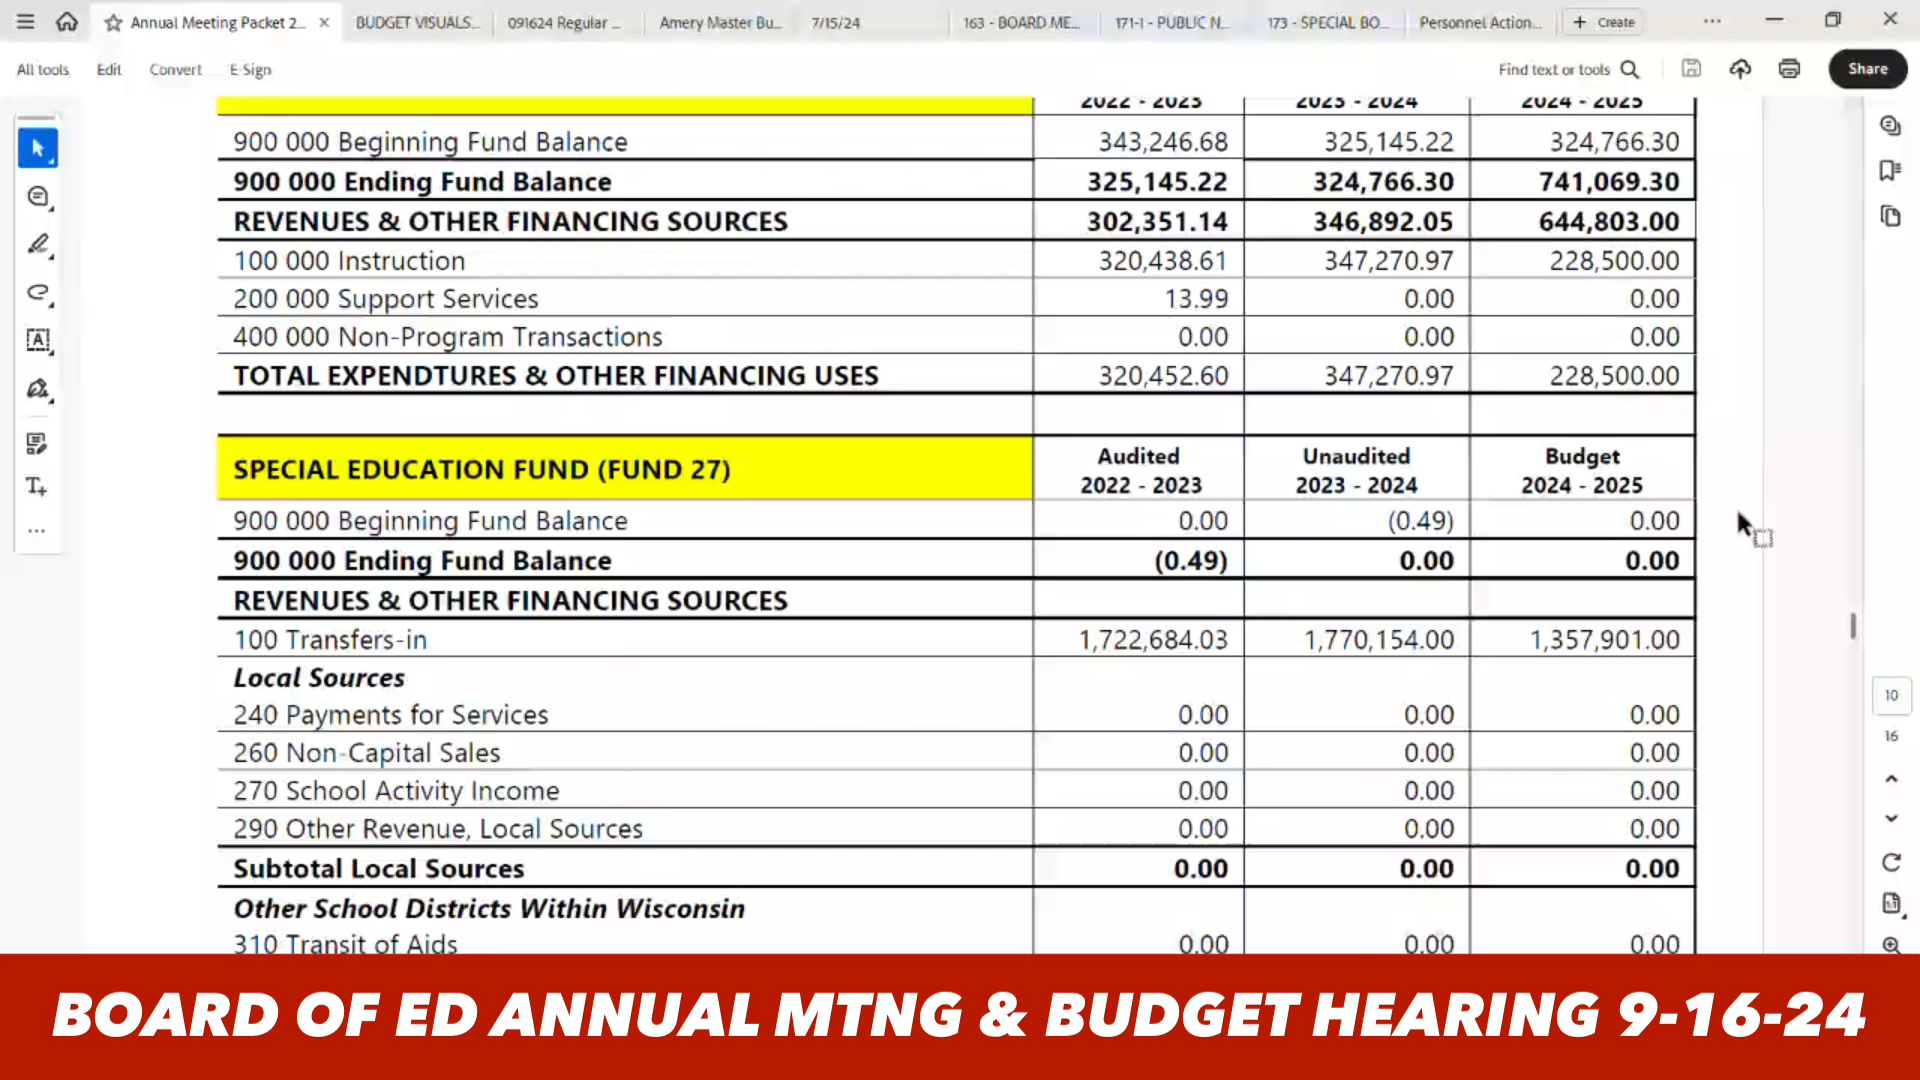 Annual Meeting Packet 2...
BUDGET VISUALS...
091624 Regular ...
Amery Master Bu...
7/15/24
163 - BOARD ME...
171-I - PUBLIC N...
173 - SPECIAL BO...
Personnel Action...
+ Create
All tools
Edit
Convert
E-Sign
Find text or tools
Share
2022 - 2023 2023 - 2024 2024 - 2025
900 000 Beginning Fund Balance 343,246.68 325,145.22 324,766.30
900 000 Ending Fund Balance 325,145.22 324,766.30 741,069.30
REVENUES & OTHER FINANCING SOURCES 302,351.14 346,892.05 644,803.00
100 000 Instruction 320,438.61 347,270.97 228,500.00
200 000 Support Services 13.99 0.00 0.00
400 000 Non-Program Transactions 0.00 0.00 0.00
TOTAL EXPENDTURES & OTHER FINANCING USES 320,452.60 347,270.97 228,500.00
SPECIAL EDUCATION FUND (FUND 27)
Audited Unaudited Budget
2022 - 2023 2023 - 2024 2024 - 2025
900 000 Beginning Fund Balance 0.00 (0.49) 0.00
900 000 Ending Fund Balance (0.49) 0.00 0.00
REVENUES & OTHER FINANCING SOURCES
100 Transfers-in 1,722,684.03 1,770,154.00 1,357,901.00
Local Sources
240 Payments for Services 0.00 0.00 0.00
260 Non-Capital Sales 0.00 0.00 0.00
270 School Activity Income 0.00 0.00 0.00
290 Other Revenue, Local Sources 0.00 0.00 0.00
Subtotal Local Sources 0.00 0.00 0.00
Other School Districts Within Wisconsin
310 Transit of Aids 0.00 0.00 0.00
10
16
BOARD OF ED ANNUAL MTNG & BUDGET HEARING 9-16-24